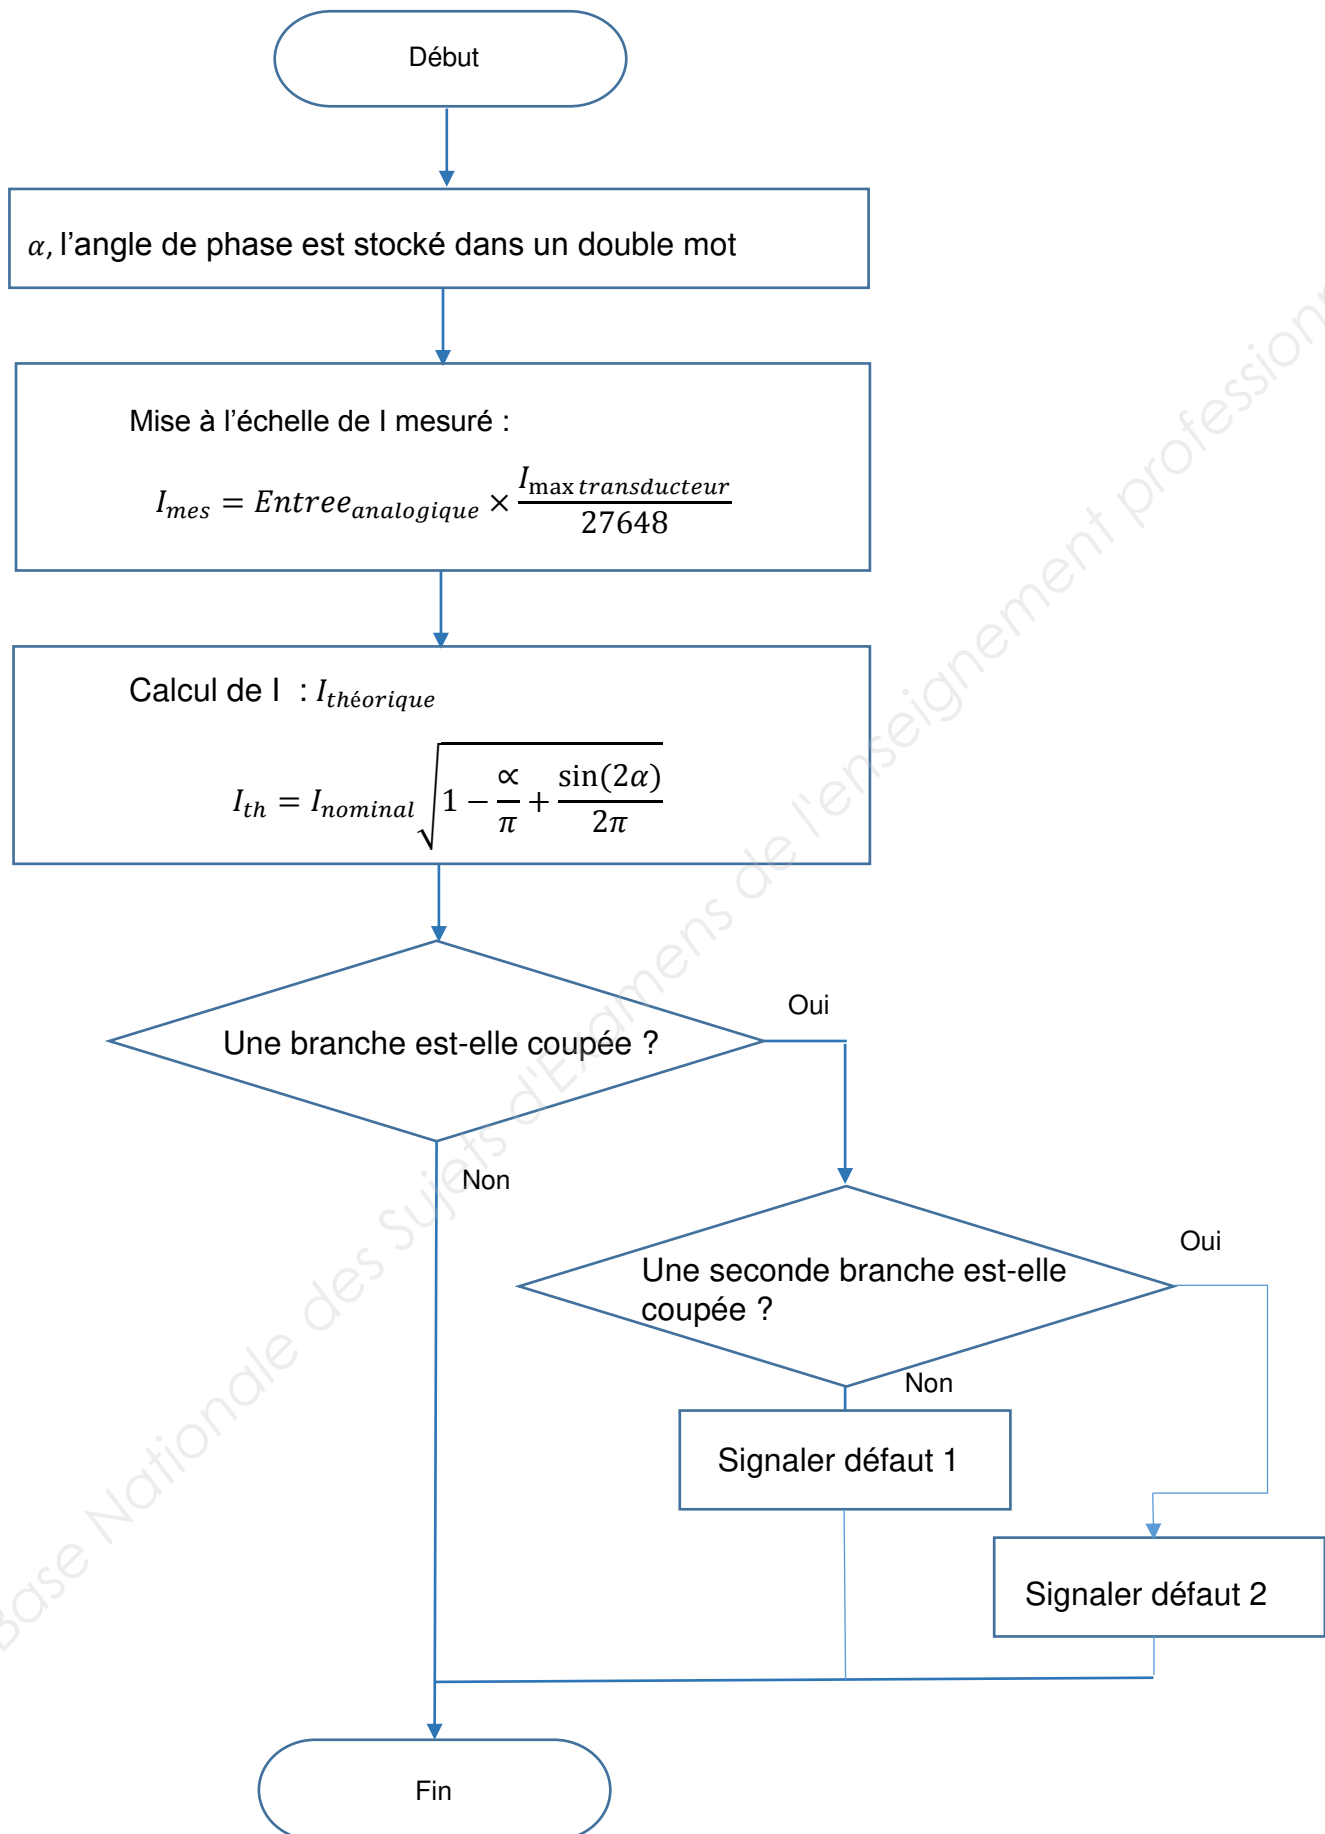 Début
α, l'angle de phase est stocké dans un double mot
Mise à l'échelle de I mesuré :
I_mes = Entree_analogique × I_max transducteur / 27648
Calcul de I : I_théorique
I_th = I_nominal √(1 − ∝/π + sin(2α)/2π)
Une branche est-elle coupée ?
Oui
Non
Une seconde branche est-elle
coupée ?
Oui
Non
Signaler défaut 1
Signaler défaut 2
Fin
Base Nationale des Sujets d'Examens de l'enseignement